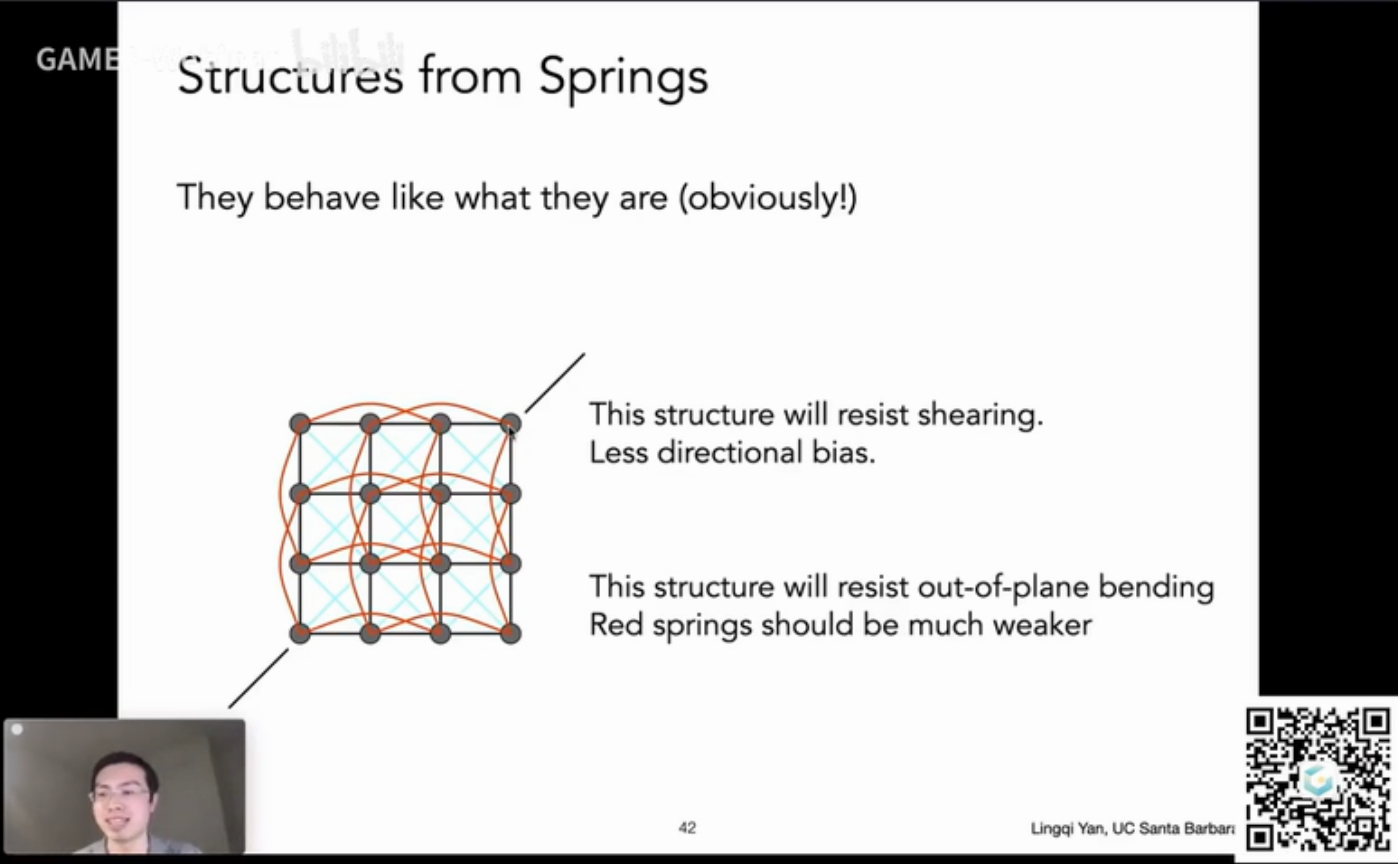 GAME
bilibili
Structures from Springs
They behave like what they are (obviously!)
This structure will resist shearing.
Less directional bias.
This structure will resist out-of-plane bending
Red springs should be much weaker
42
Lingqi Yan, UC Santa Barbara